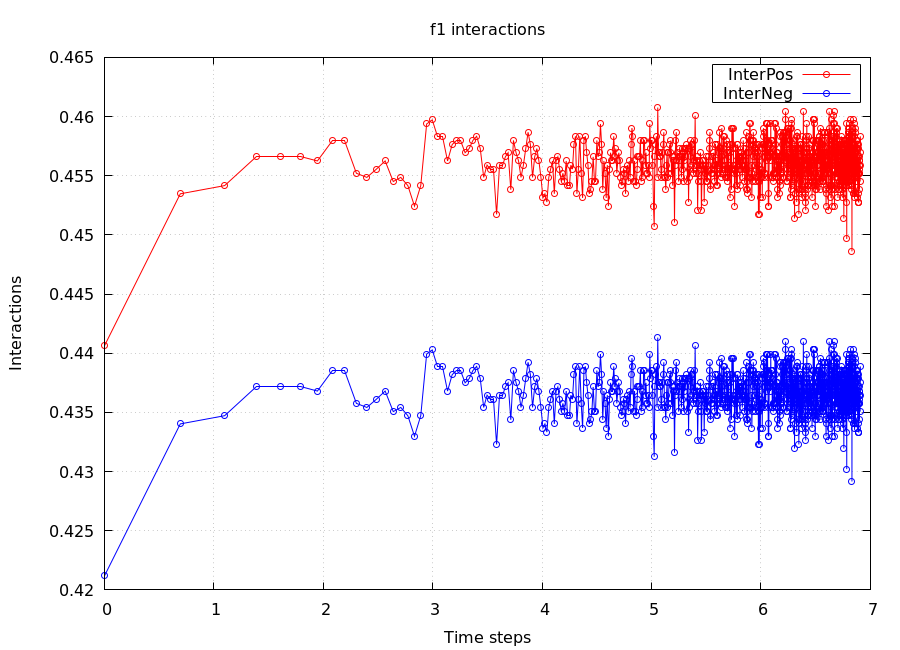 f1 interactions
0.465
InterPos
InterNeg
0.46
0.455
0.45
0.445
0.44
0.435
0.43
0.425
0.42
Interactions
0 1 2 3 4 5 6 7
Time steps